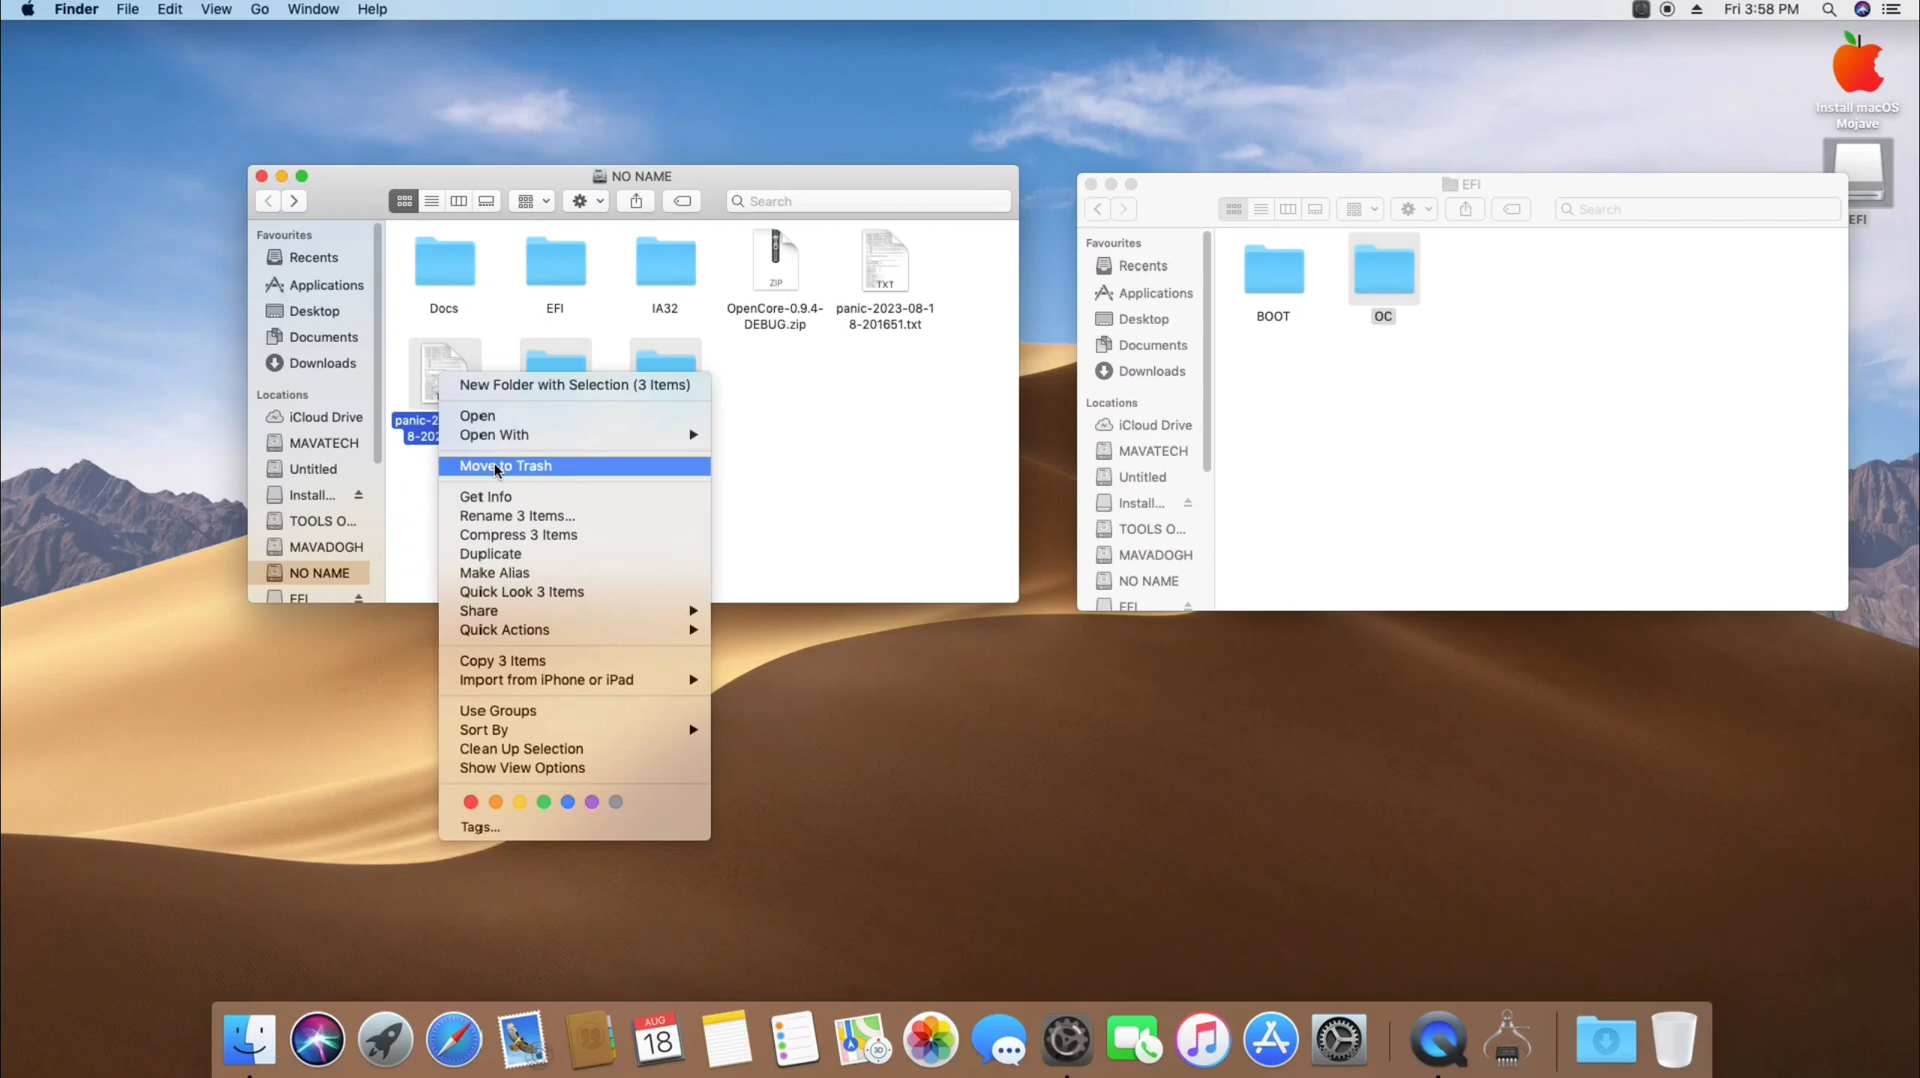 Finder File Edit View Go Window Help
Fri 3:58 PM
Install macOS
Mojave
EFI
NO NAME
Search
Favourites
Recents
Applications
Desktop
Documents
Downloads
Locations
iCloud Drive
MAVATECH
Untitled
Install...
TOOLS O...
MAVADOGH
NO NAME
EFI
Docs
EFI
IA32
ZIP
OpenCore-0.9.4-
DEBUG.zip
TXT
panic-2023-08-1
8-201651.txt
panic-2
8-202
New Folder with Selection (3 Items)
Open
Open With
Move to Trash
Get Info
Rename 3 Items...
Compress 3 Items
Duplicate
Make Alias
Quick Look 3 Items
Share
Quick Actions
Copy 3 Items
Import from iPhone or iPad
Use Groups
Sort By
Clean Up Selection
Show View Options
Tags...
EFI
Search
Favourites
Recents
Applications
Desktop
Documents
Downloads
Locations
iCloud Drive
MAVATECH
Untitled
Install...
TOOLS O...
MAVADOGH
NO NAME
EFI
BOOT
OC
AUG
18
3D